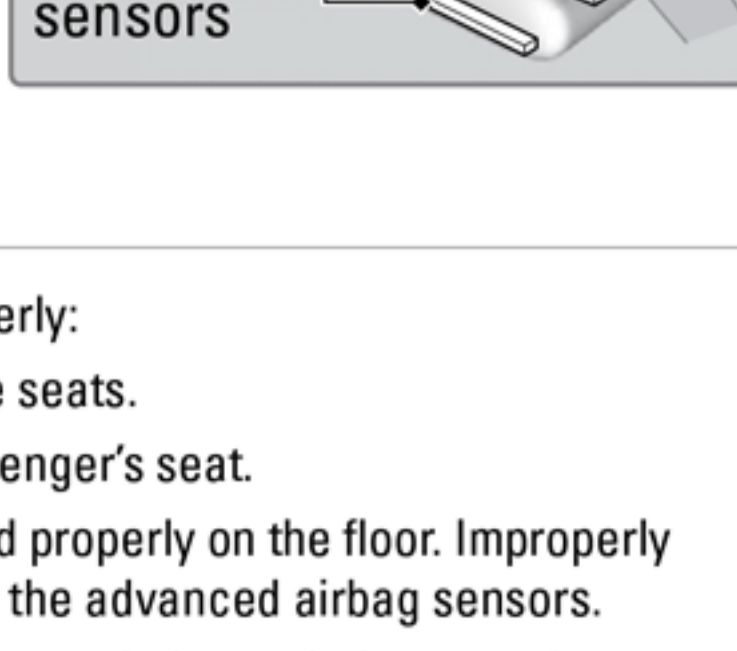 sensors
erly:
e seats.
enger's seat.
d properly on the floor. Improperly
the advanced airbag sensors.